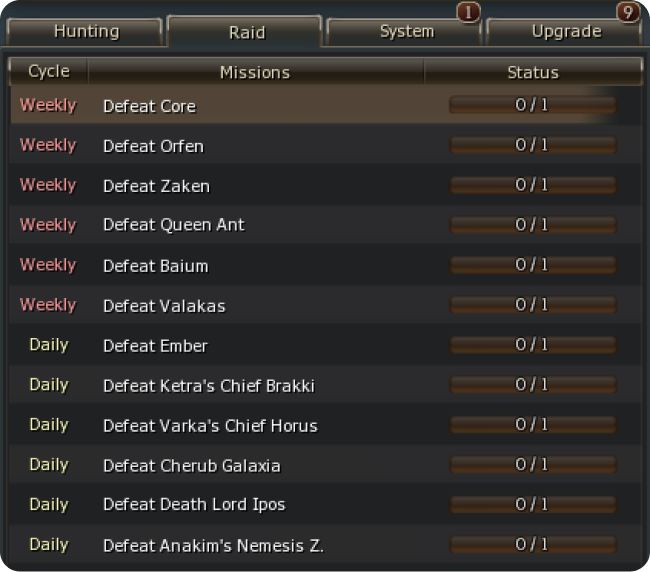 1 9
Hunting Raid System Upgrade
Cycle Missions Status
Weekly Defeat Core 0 / 1
Weekly Defeat Orfen 0 / 1
Weekly Defeat Zaken 0 / 1
Weekly Defeat Queen Ant 0 / 1
Weekly Defeat Baium 0 / 1
Weekly Defeat Valakas 0 / 1
Daily Defeat Ember 0 / 1
Daily Defeat Ketra's Chief Brakki 0 / 1
Daily Defeat Varka's Chief Horus 0 / 1
Daily Defeat Cherub Galaxia 0 / 1
Daily Defeat Death Lord Ipos 0 / 1
Daily Defeat Anakim's Nemesis Z. 0 / 1